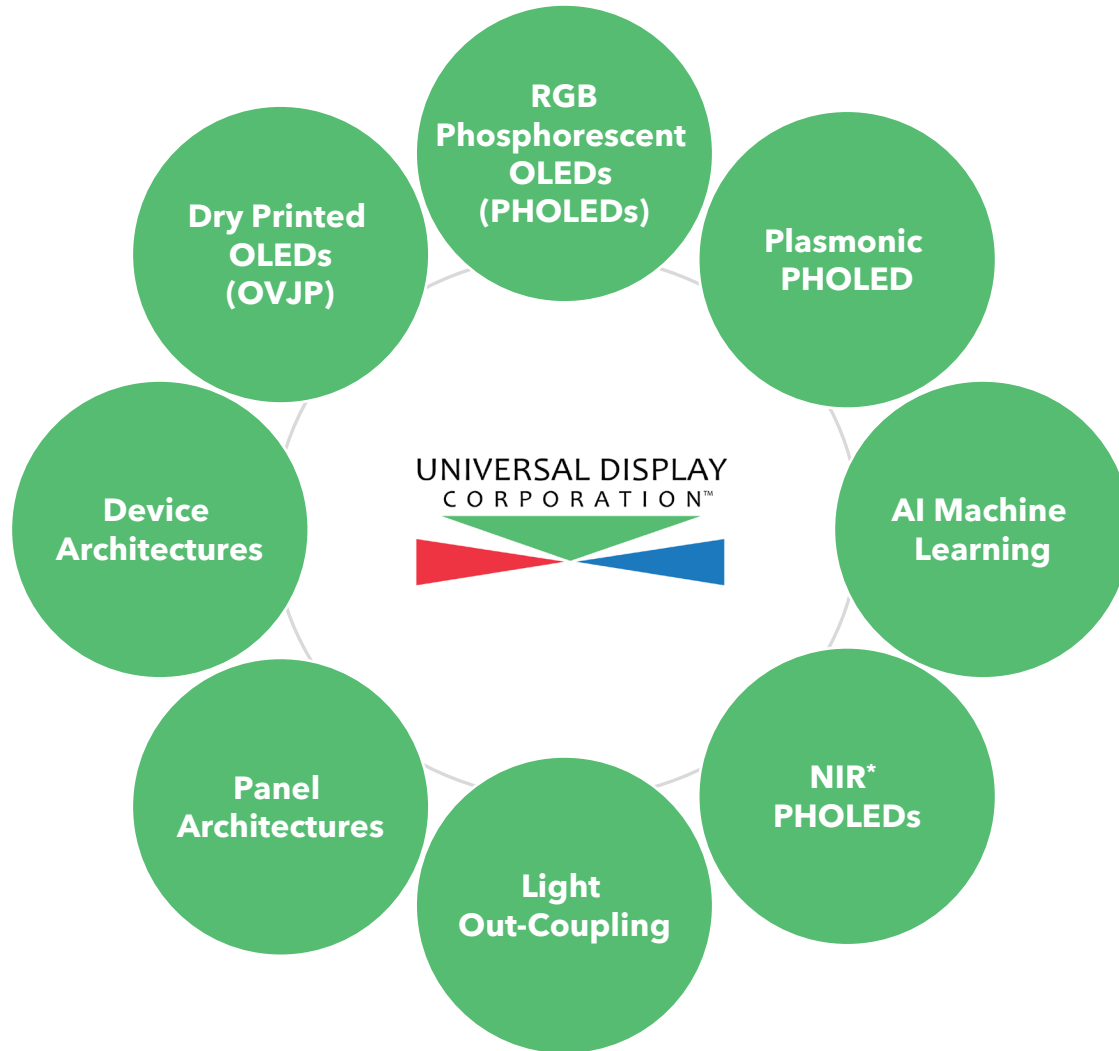 RGB
Phosphorescent
OLEDs
(PHOLEDs)
Dry Printed
OLEDs
(OVJP)
Plasmonic
PHOLED
UNIVERSAL DISPLAY
CORPORATION™
Device
Architectures
AI Machine
Learning
Panel
Architectures
NIR*
PHOLEDs
Light
Out-Coupling